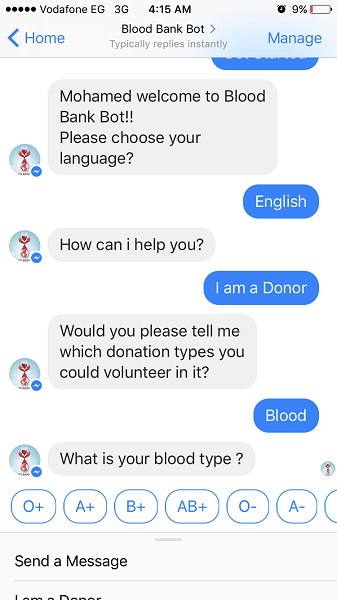 Vodafone EG 3G 4:15 AM 9%
Home Blood Bank Bot > Manage
Typically replies instantly
Mohamed welcome to Blood
Bank Bot!!
Please choose your
language?
English
How can i help you?
I am a Donor
Would you please tell me
which donation types you
could volunteer in it?
Blood
What is your blood type ?
O+ A+ B+ AB+ O- A-
Send a Message
I am a Donor